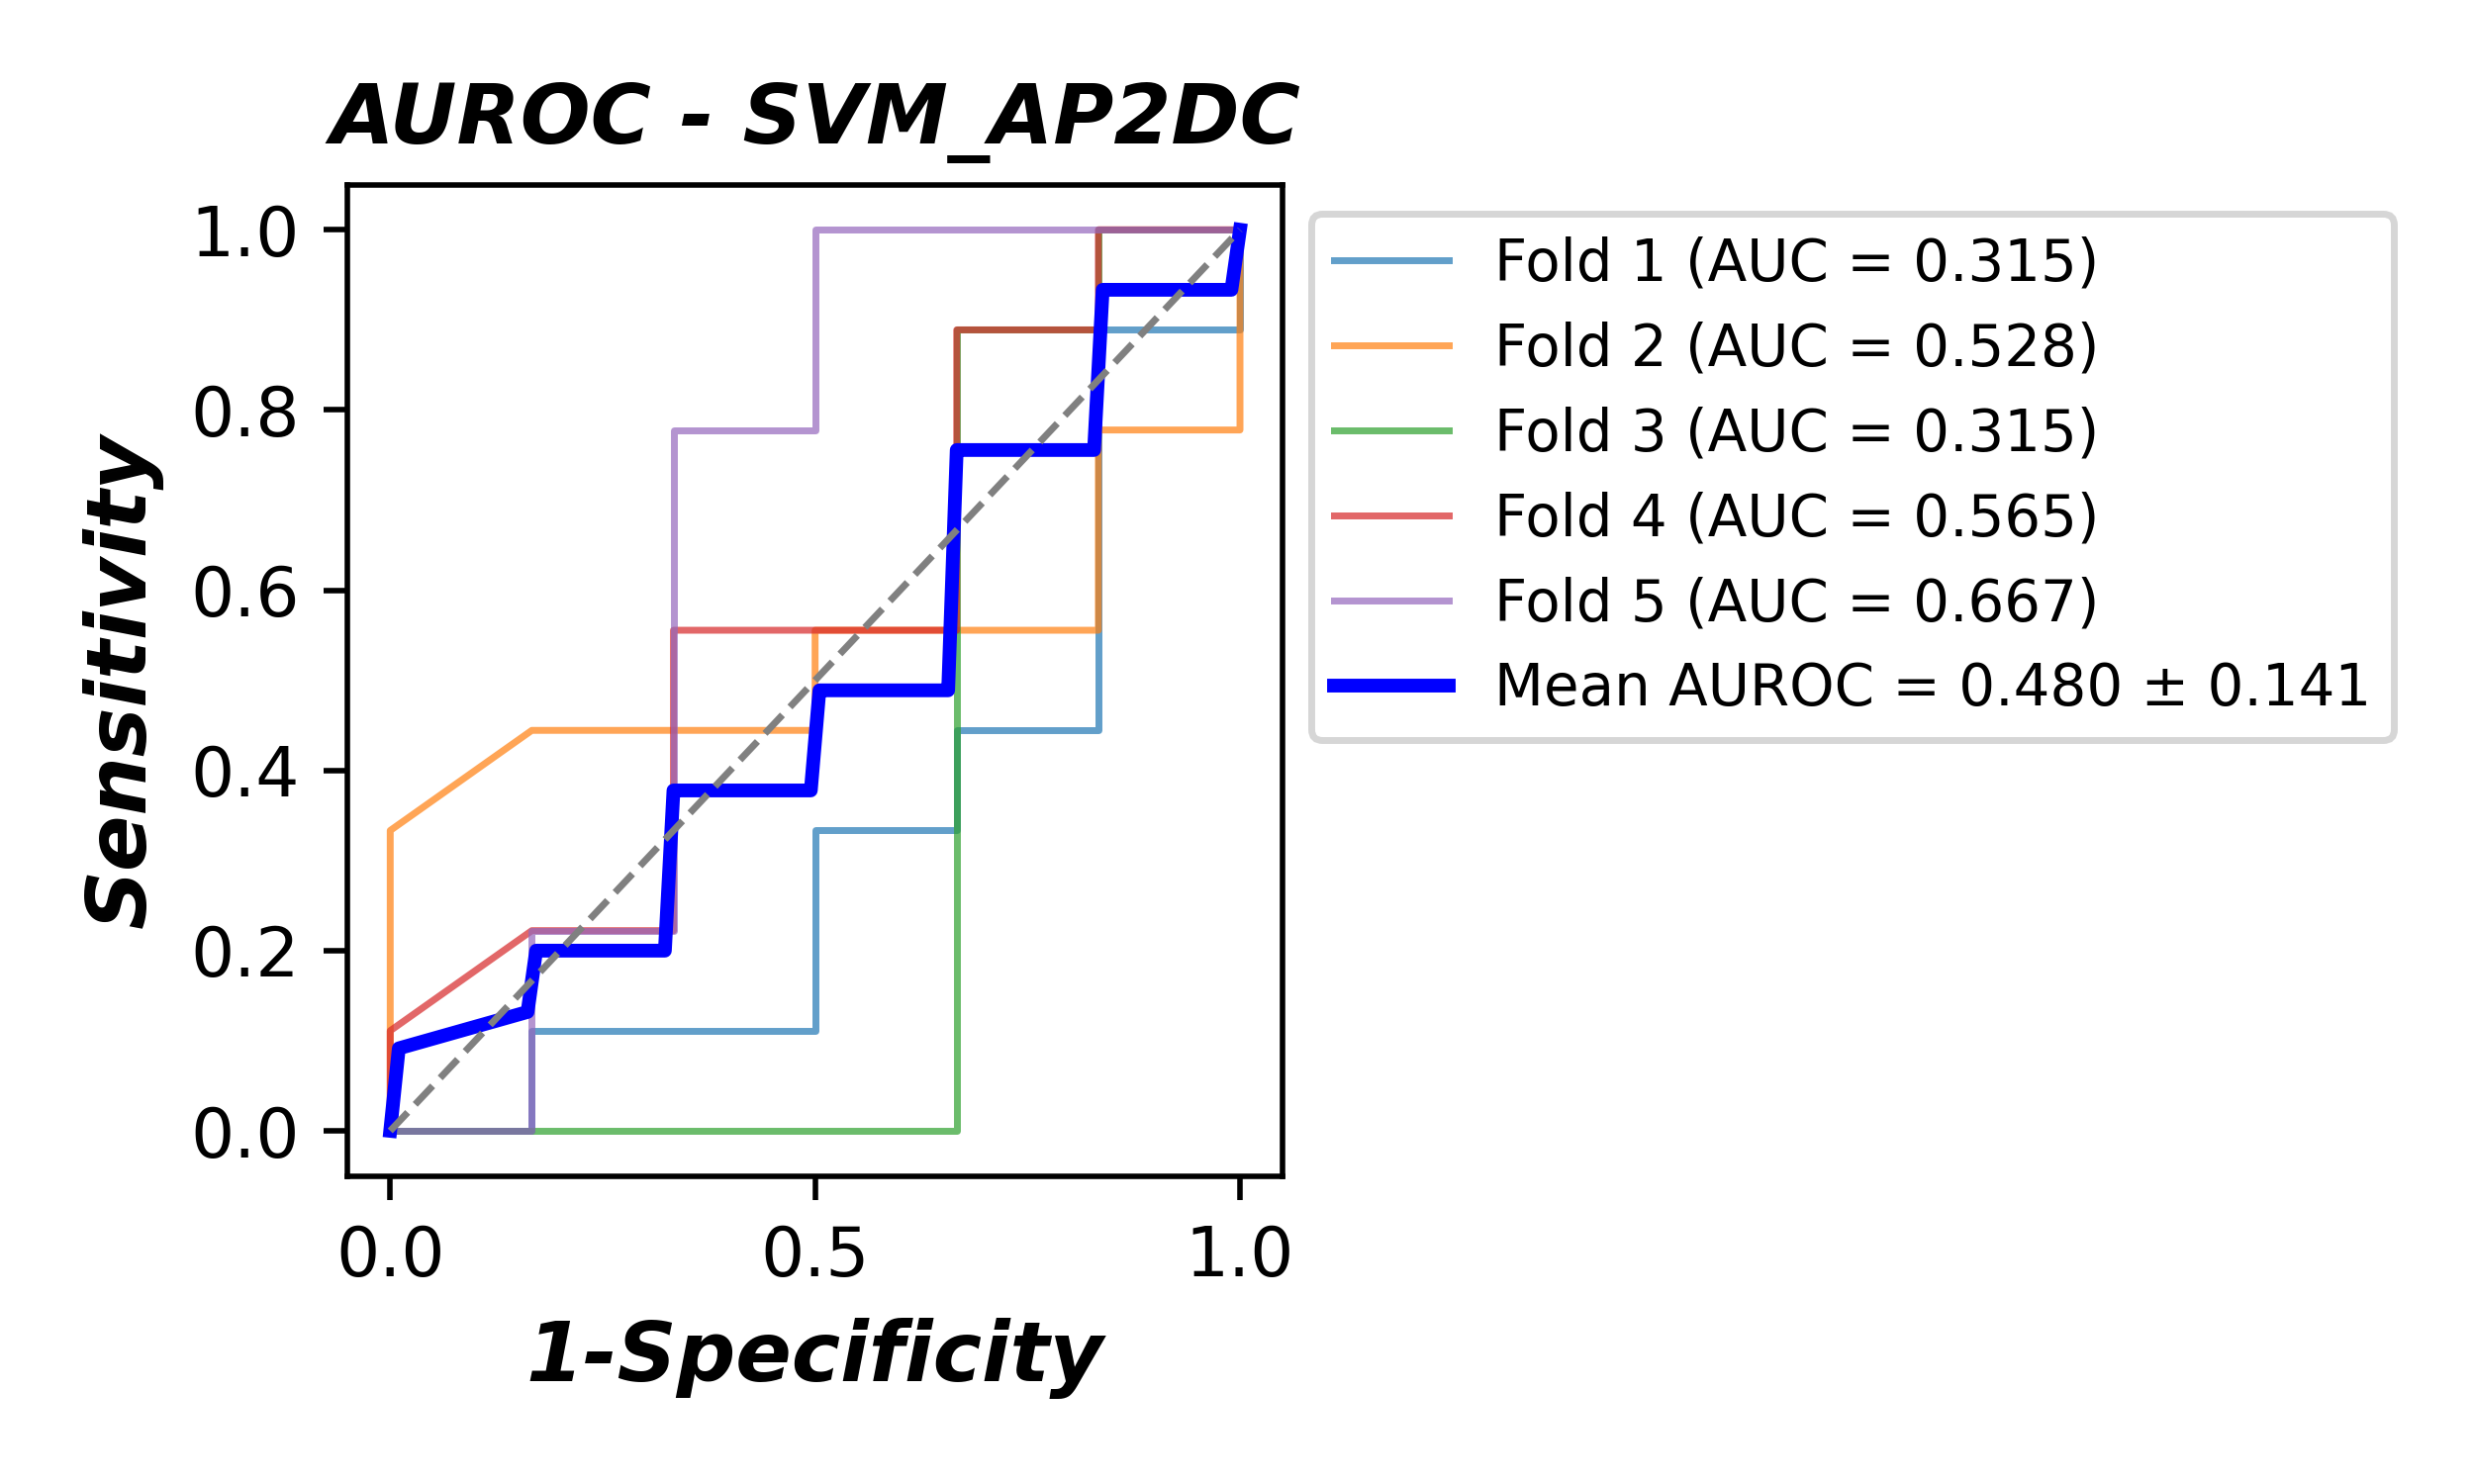 AUROC - SVM_AP2DC
Sensitivity
1.0
0.8
0.6
0.4
0.2
0.0
0.0 0.5 1.0
1-Specificity
Fold 1 (AUC = 0.315)
Fold 2 (AUC = 0.528)
Fold 3 (AUC = 0.315)
Fold 4 (AUC = 0.565)
Fold 5 (AUC = 0.667)
Mean AUROC = 0.480 ± 0.141